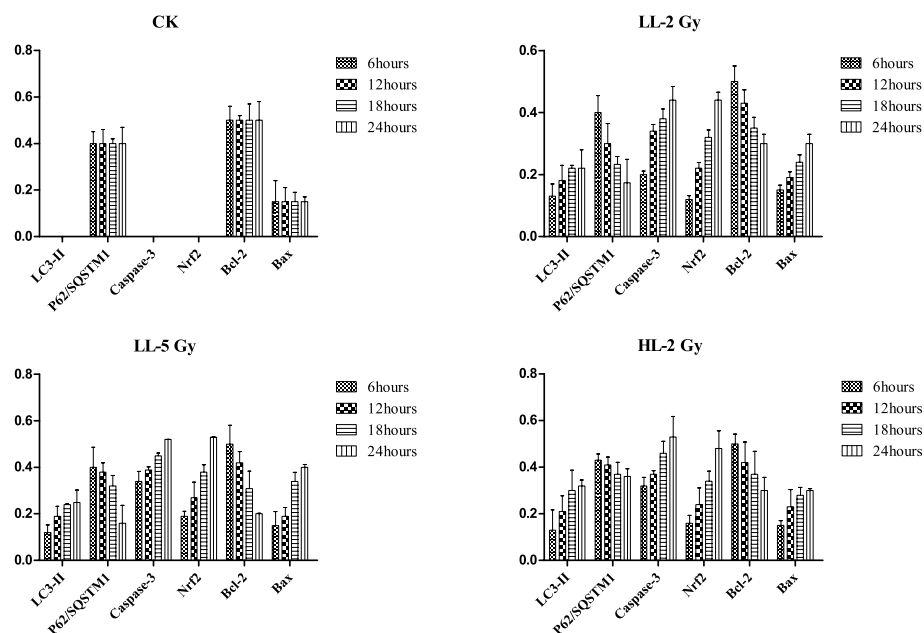 CK
0.8
0.6
0.4
0.2
0.0
LC3-II
P62/SQSTM1
Caspase-3
Nrf2
Bcl-2
Bax
6hours
12hours
18hours
24hours
LL-2 Gy
0.6
0.4
0.2
0.0
LC3-II
P62/SQSTM1
Caspase-3
Nrf2
Bcl-2
Bax
6hours
12hours
18hours
24hours
LL-5 Gy
0.8
0.6
0.4
0.2
0.0
LC3-II
P62/SQSTM1
Caspase-3
Nrf2
Bcl-2
Bax
6hours
12hours
18hours
24hours
HL-2 Gy
0.8
0.6
0.4
0.2
0.0
LC3-II
P62/SQSTM1
Caspase-3
Nrf2
Bcl-2
Bax
6hours
12hours
18hours
24hours